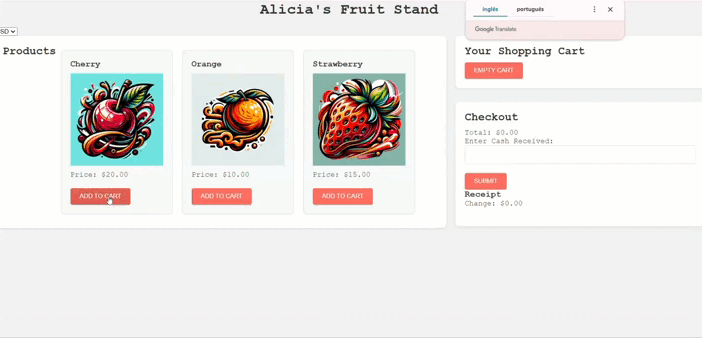 Alicia's Fruit Stand
inglês português
Google Translate
SD
Products
Cherry
Price: $20.00
ADD TO CART
Orange
Price: $10.00
ADD TO CART
Strawberry
Price: $15.00
ADD TO CART
Your Shopping Cart
EMPTY CART
Checkout
Total: $0.00
Enter Cash Received:
SUBMIT
Receipt
Change: $0.00